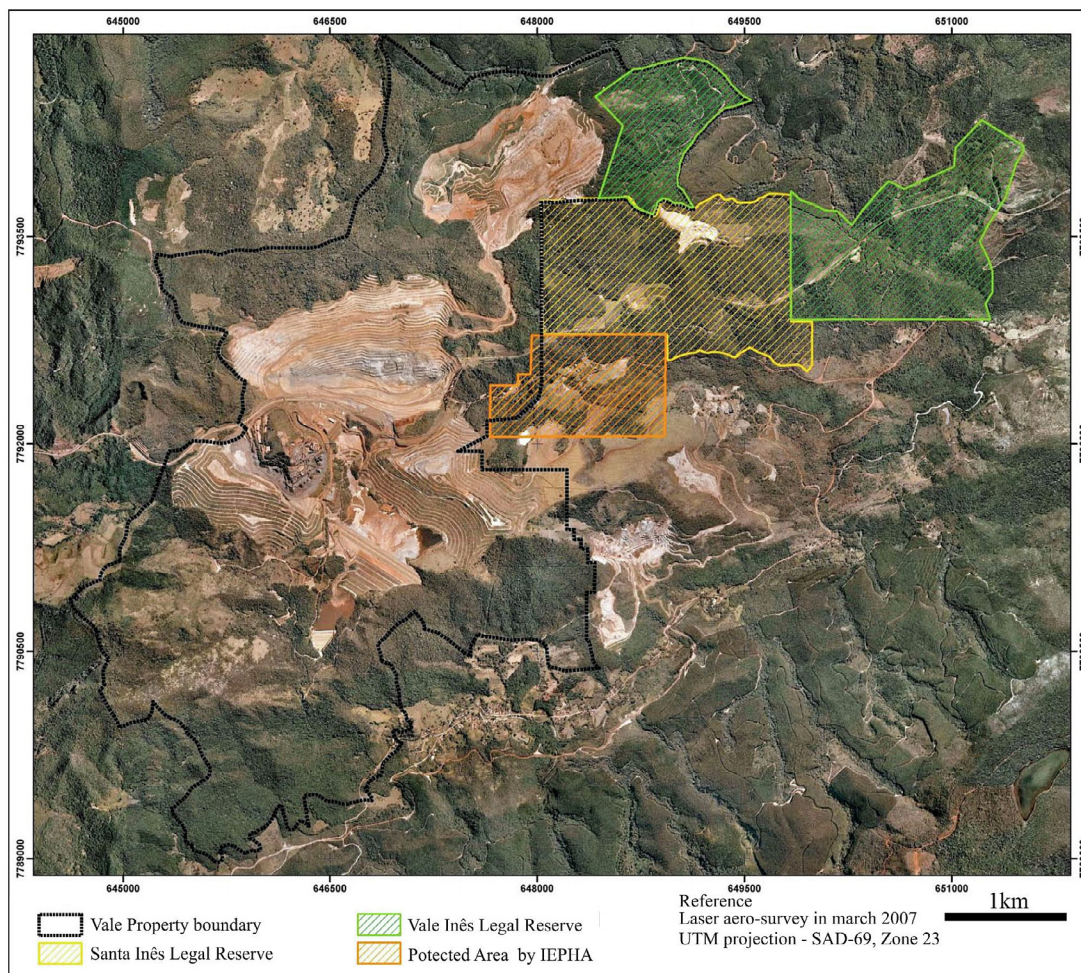 645000 646500 648000 649500 651000
7793500
7792000
7790500
7789000
645000 646500 648000 649500 651000
Vale Property boundary
Santa Inês Legal Reserve
Vale Inês Legal Reserve
Potected Area by IEPHA
Reference
Laser aero-survey in march 2007
UTM projection - SAD-69, Zone 23
1km